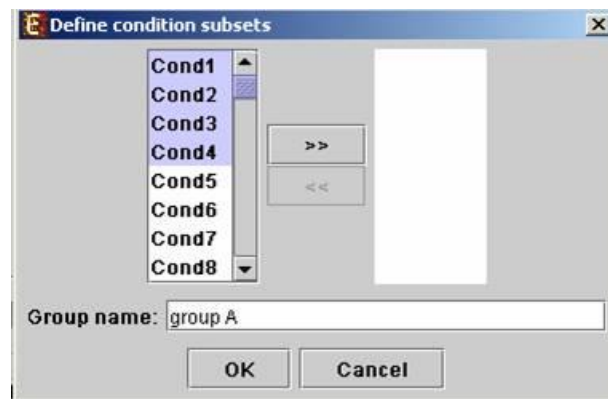 Define condition subsets
Cond1
Cond2
Cond3
Cond4
Cond5
Cond6
Cond7
Cond8
>>
<<
Group name: group A
OK Cancel